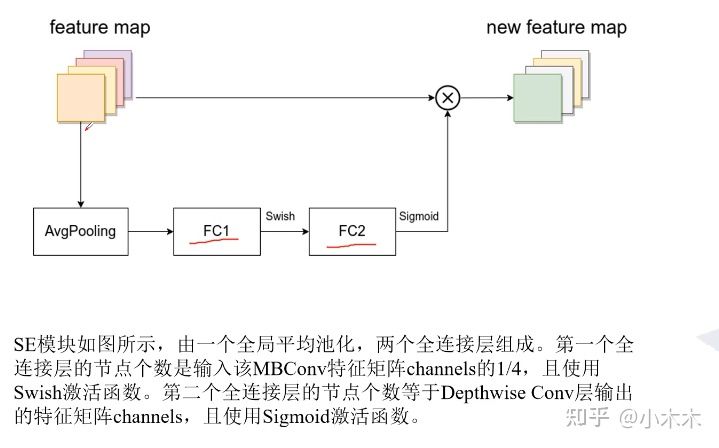 feature map
new feature map
AvgPooling
FC1
Swish
FC2
Sigmoid
SE模块如图所示，由一个全局平均池化，两个全连接层组成。第一个全
连接层的节点个数是输入该MBConv特征矩阵channels的1/4，且使用
Swish激活函数。第二个全连接层的节点个数等于Depthwise Conv层输出
的特征矩阵channels，且使用Sigmoid激活函数。
知乎 @小木木